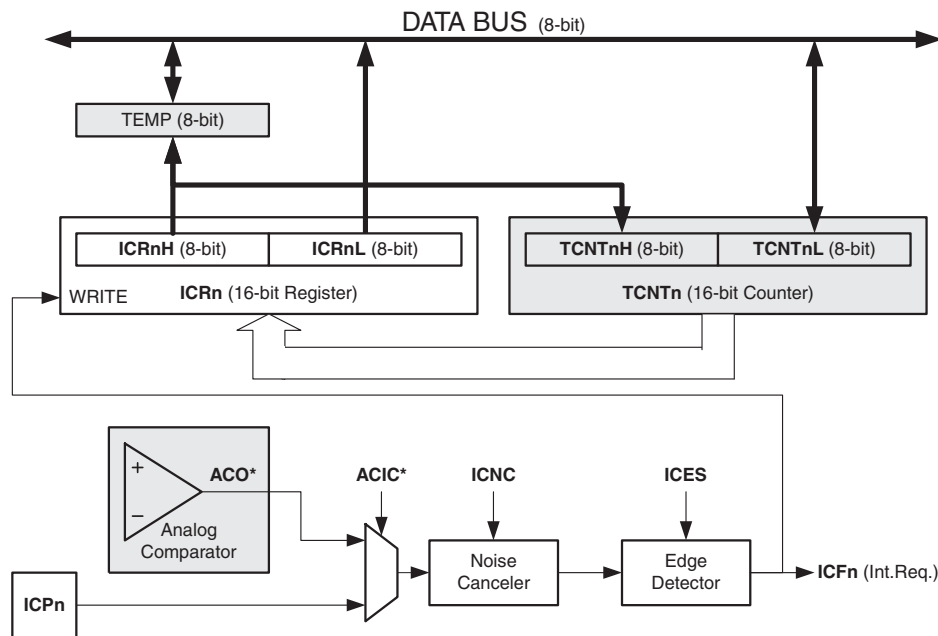 DATA BUS (8-bit)
TEMP (8-bit)
ICRnH (8-bit) ICRnL (8-bit) TCNTnH (8-bit) TCNTnL (8-bit)
WRITE ICRn (16-bit Register) TCNTn (16-bit Counter)
+
ACO* ACIC* ICNC ICES
−
Analog
Comparator
Noise
Canceler
Edge
Detector
ICFn (Int.Req.)
ICPn